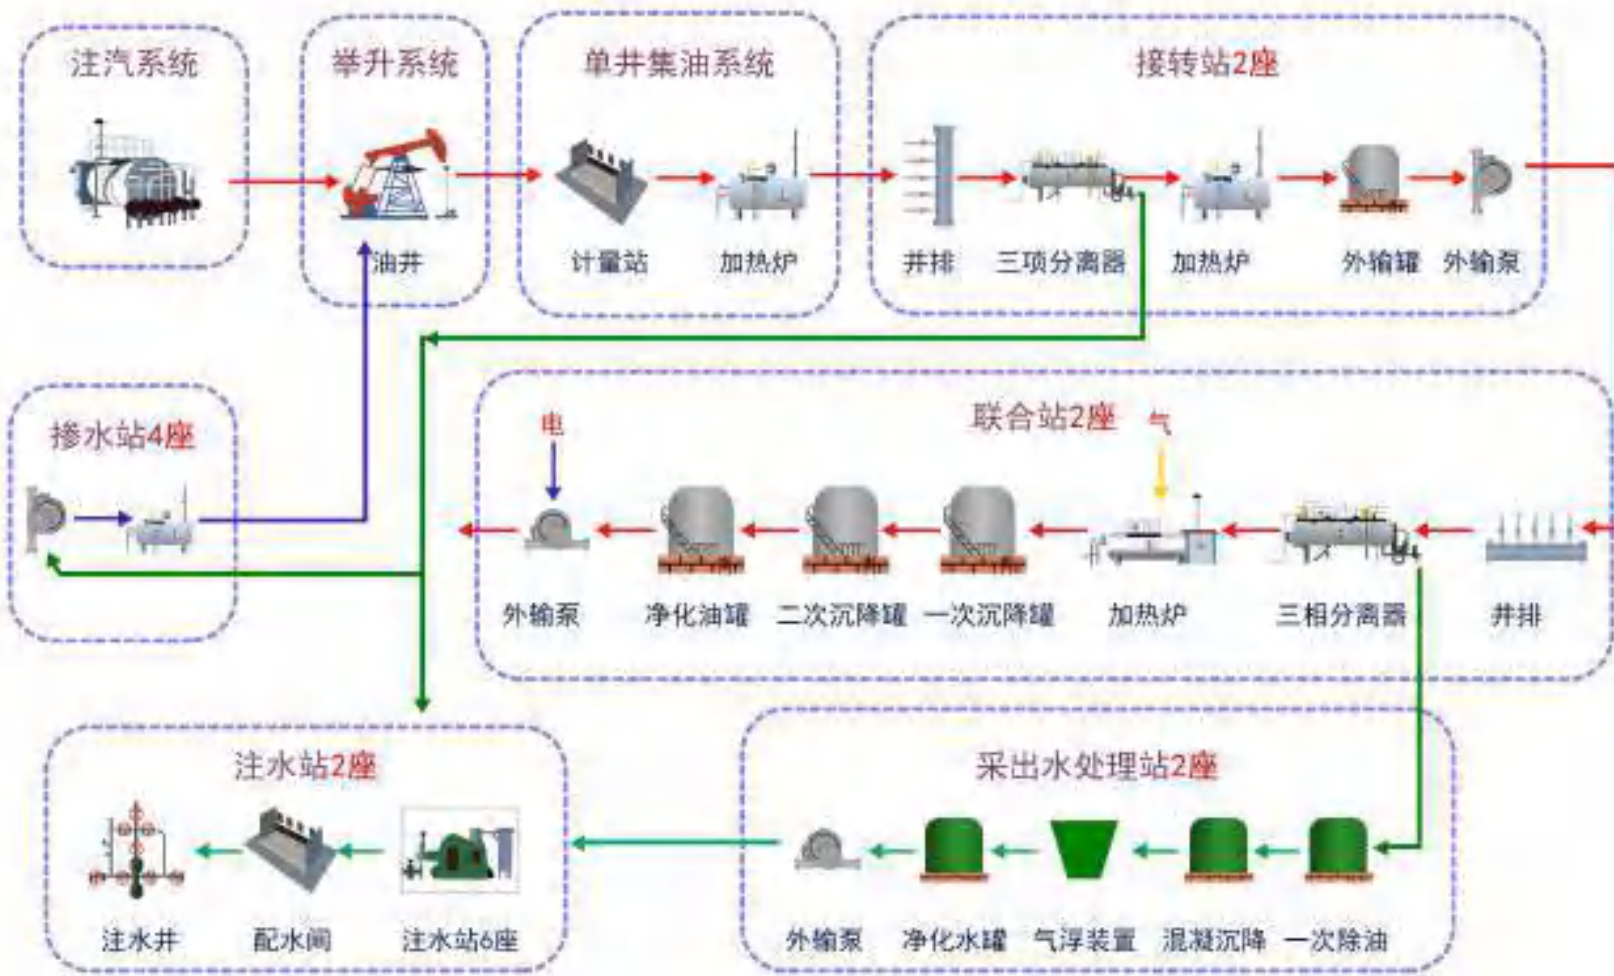 注汽系统
举升系统
单井集油系统
接转站2座
油井
计量站
加热炉
井排
三项分离器
加热炉
外输罐
外输泵
掺水站4座
联合站2座
电
气
外输泵
净化油罐
二次沉降罐
一次沉降罐
加热炉
三相分离器
井排
注水站2座
采出水处理站2座
注水井
配水间
注水站6座
外输泵
净化水罐
气浮装置
混凝沉降
一次除油